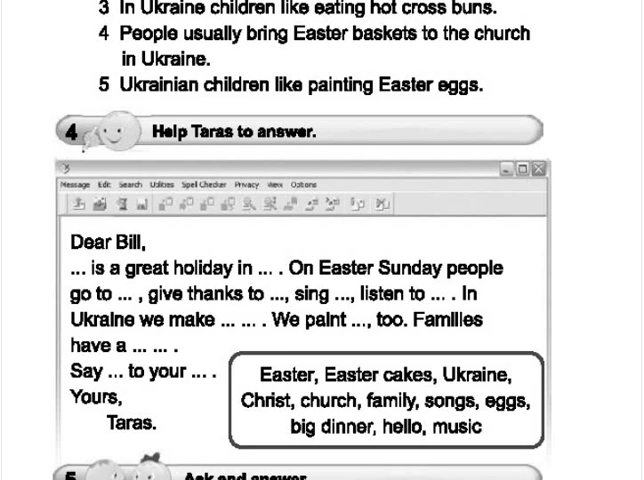 3 In Ukraine children like eating hot cross buns.
4 People usually bring Easter baskets to the church
in Ukraine.
5 Ukrainian children like painting Easter eggs.
4 Help Taras to answer.
Message Edit Search Utilities Spel Checker Privacy View Options
Dear Bill,
... is a great holiday in ... . On Easter Sunday people
go to ... , give thanks to ..., sing ..., listen to ... . In
Ukraine we make ... ... . We paint ..., too. Families
have a ... ... .
Say ... to your ... .
Yours,
Taras.
Easter, Easter cakes, Ukraine,
Christ, church, family, songs, eggs,
big dinner, hello, music
5 Ask and answer.